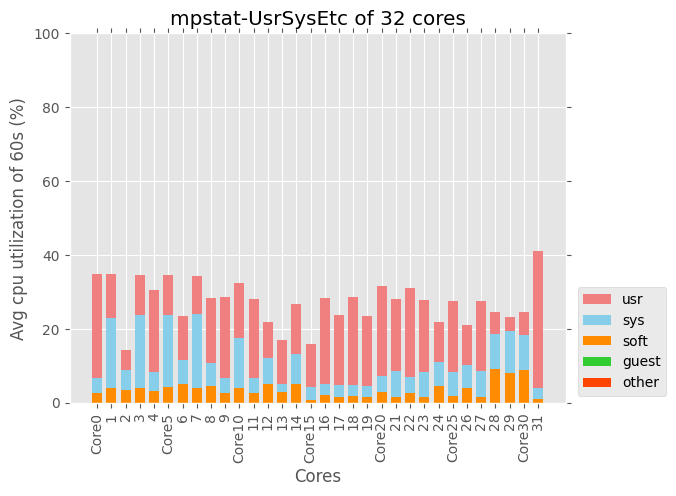 mpstat-UsrSysEtc of 32 cores
Avg cpu utilization of 60s (%)
100
80
60
40
20
0
usr
sys
soft
guest
other
Core0
1
2
3
4
Core5
6
7
8
9
Core10
11
12
13
14
Core15
16
17
18
19
Core20
21
22
23
24
Core25
26
27
28
29
Core30
31
Cores